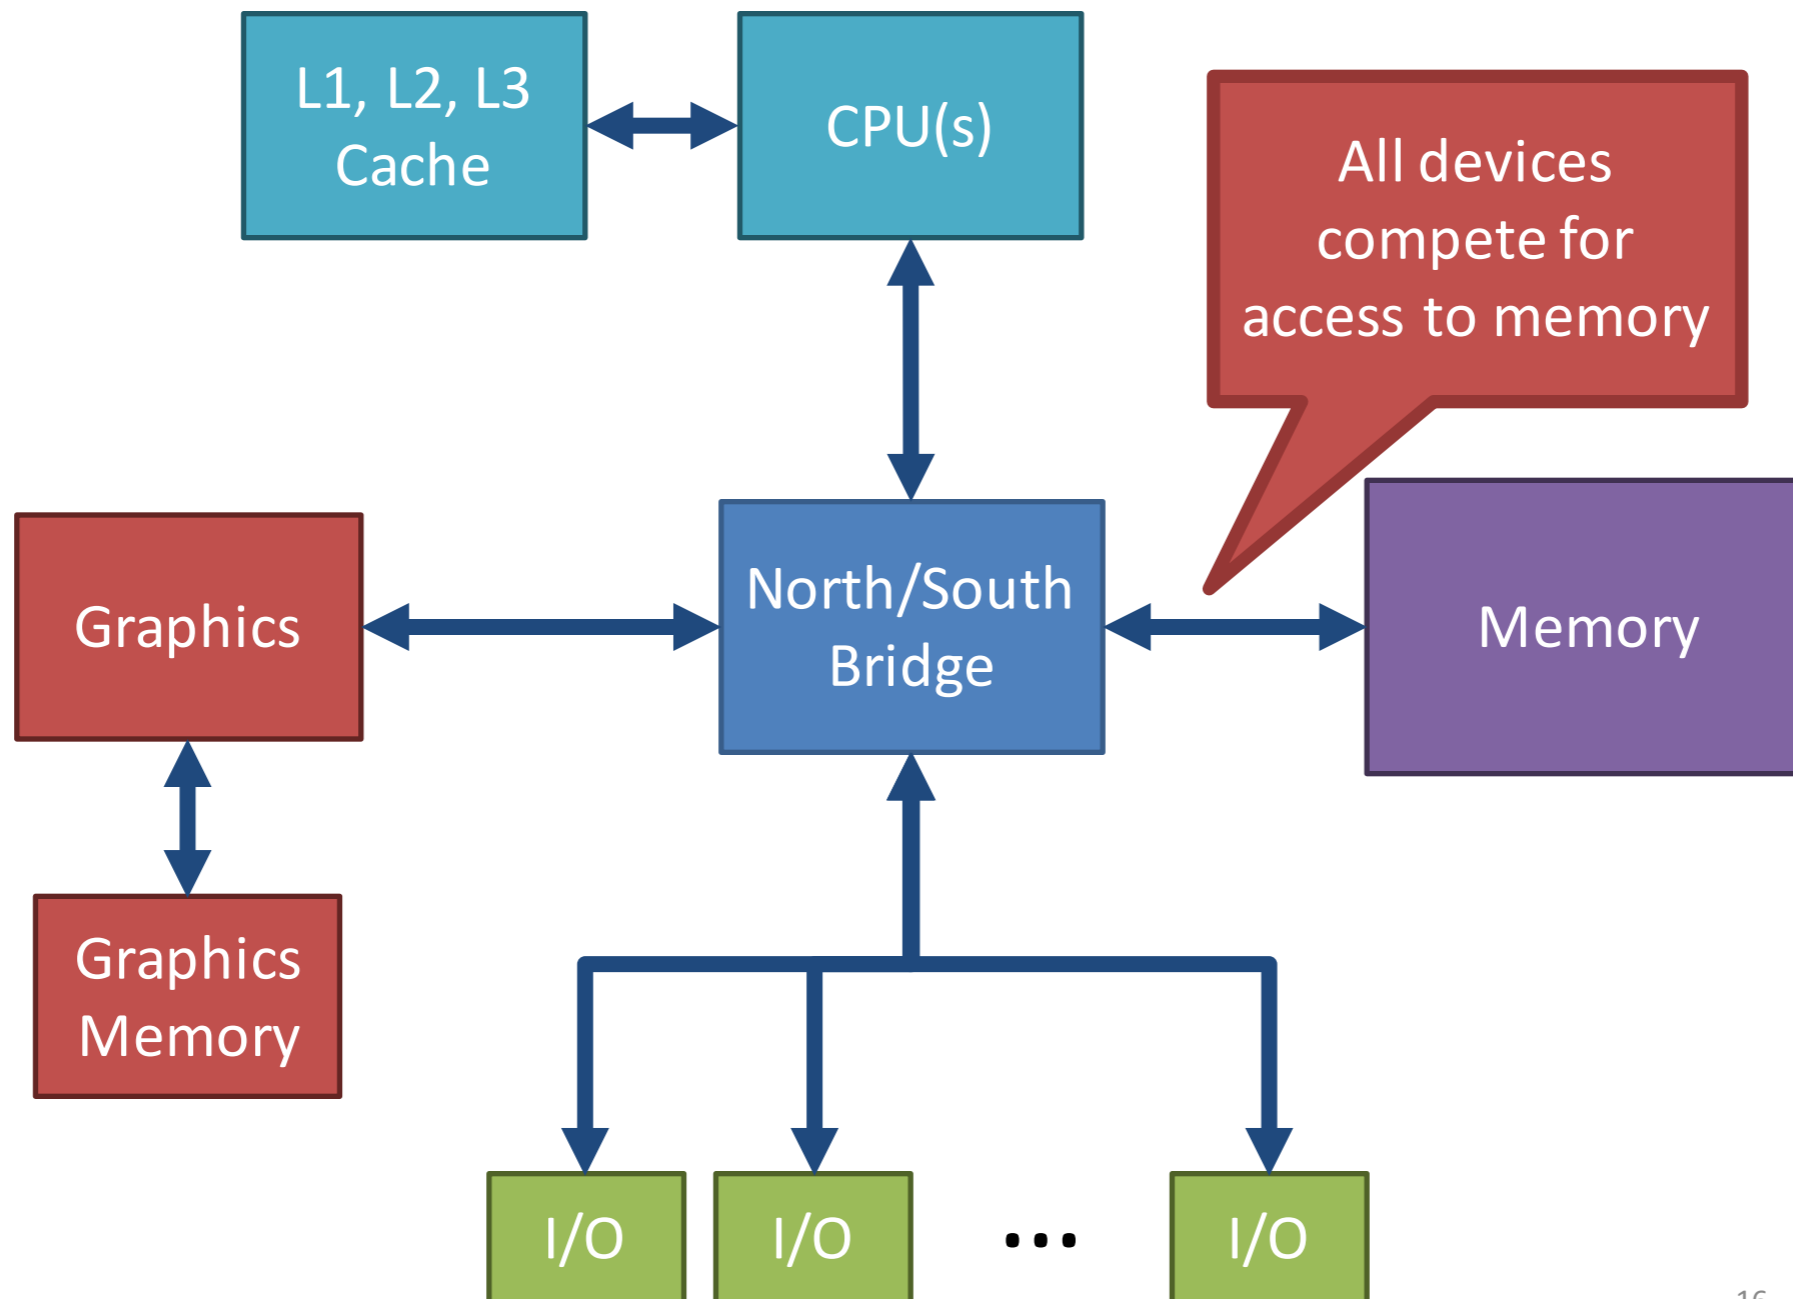 L1, L2, L3
Cache
CPU(s)
All devices
compete for
access to memory
Graphics
North/South
Bridge
Memory
Graphics
Memory
I/O
I/O
...
I/O
16